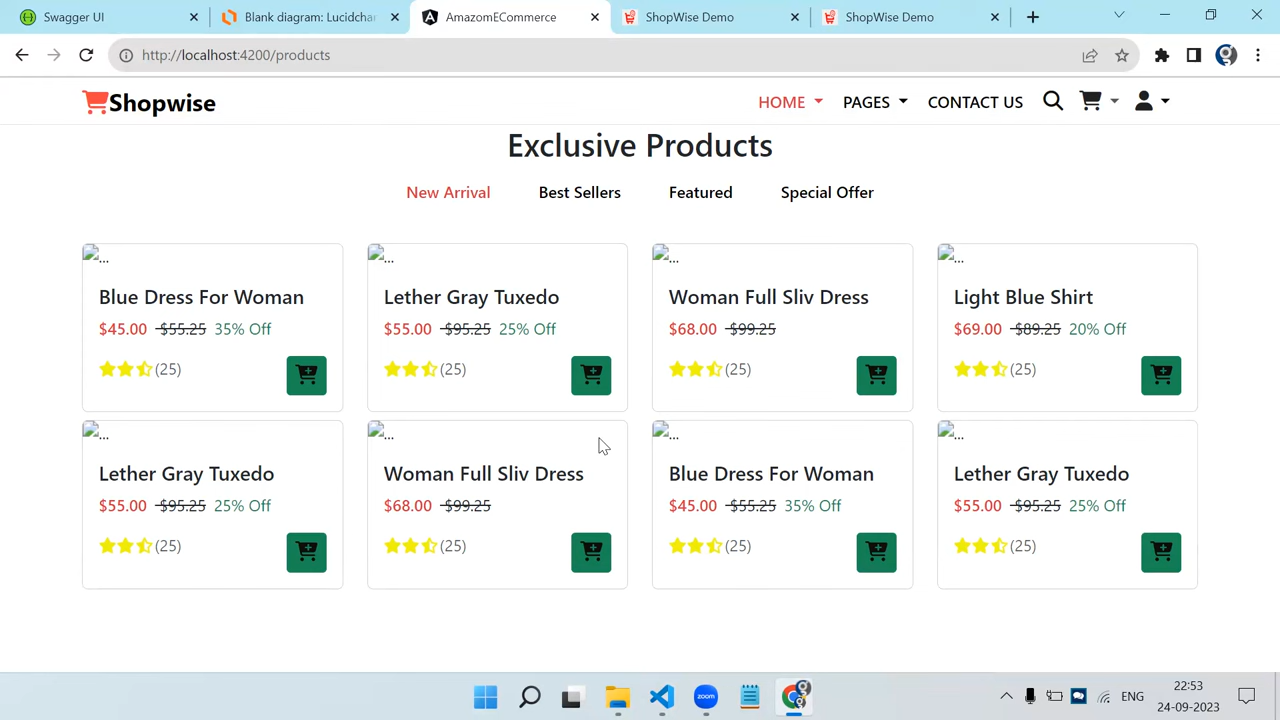 Swagger UI
Blank diagram: Lucidcha
AmazomECommerce
ShopWise Demo
ShopWise Demo
http://localhost:4200/products
Shopwise
HOME
PAGES
CONTACT US
Exclusive Products
New Arrival
Best Sellers
Featured
Special Offer
...
...
...
...
Blue Dress For Woman
Lether Gray Tuxedo
Woman Full Sliv Dress
Light Blue Shirt
$45.00 $55.25 35% Off
$55.00 $95.25 25% Off
$68.00 $99.25
$69.00 $89.25 20% Off
(25)
(25)
(25)
(25)
...
...
...
...
Lether Gray Tuxedo
Woman Full Sliv Dress
Blue Dress For Woman
Lether Gray Tuxedo
$55.00 $95.25 25% Off
$68.00 $99.25
$45.00 $55.25 35% Off
$55.00 $95.25 25% Off
(25)
(25)
(25)
(25)
zoom
ENG
22:53
24-09-2023